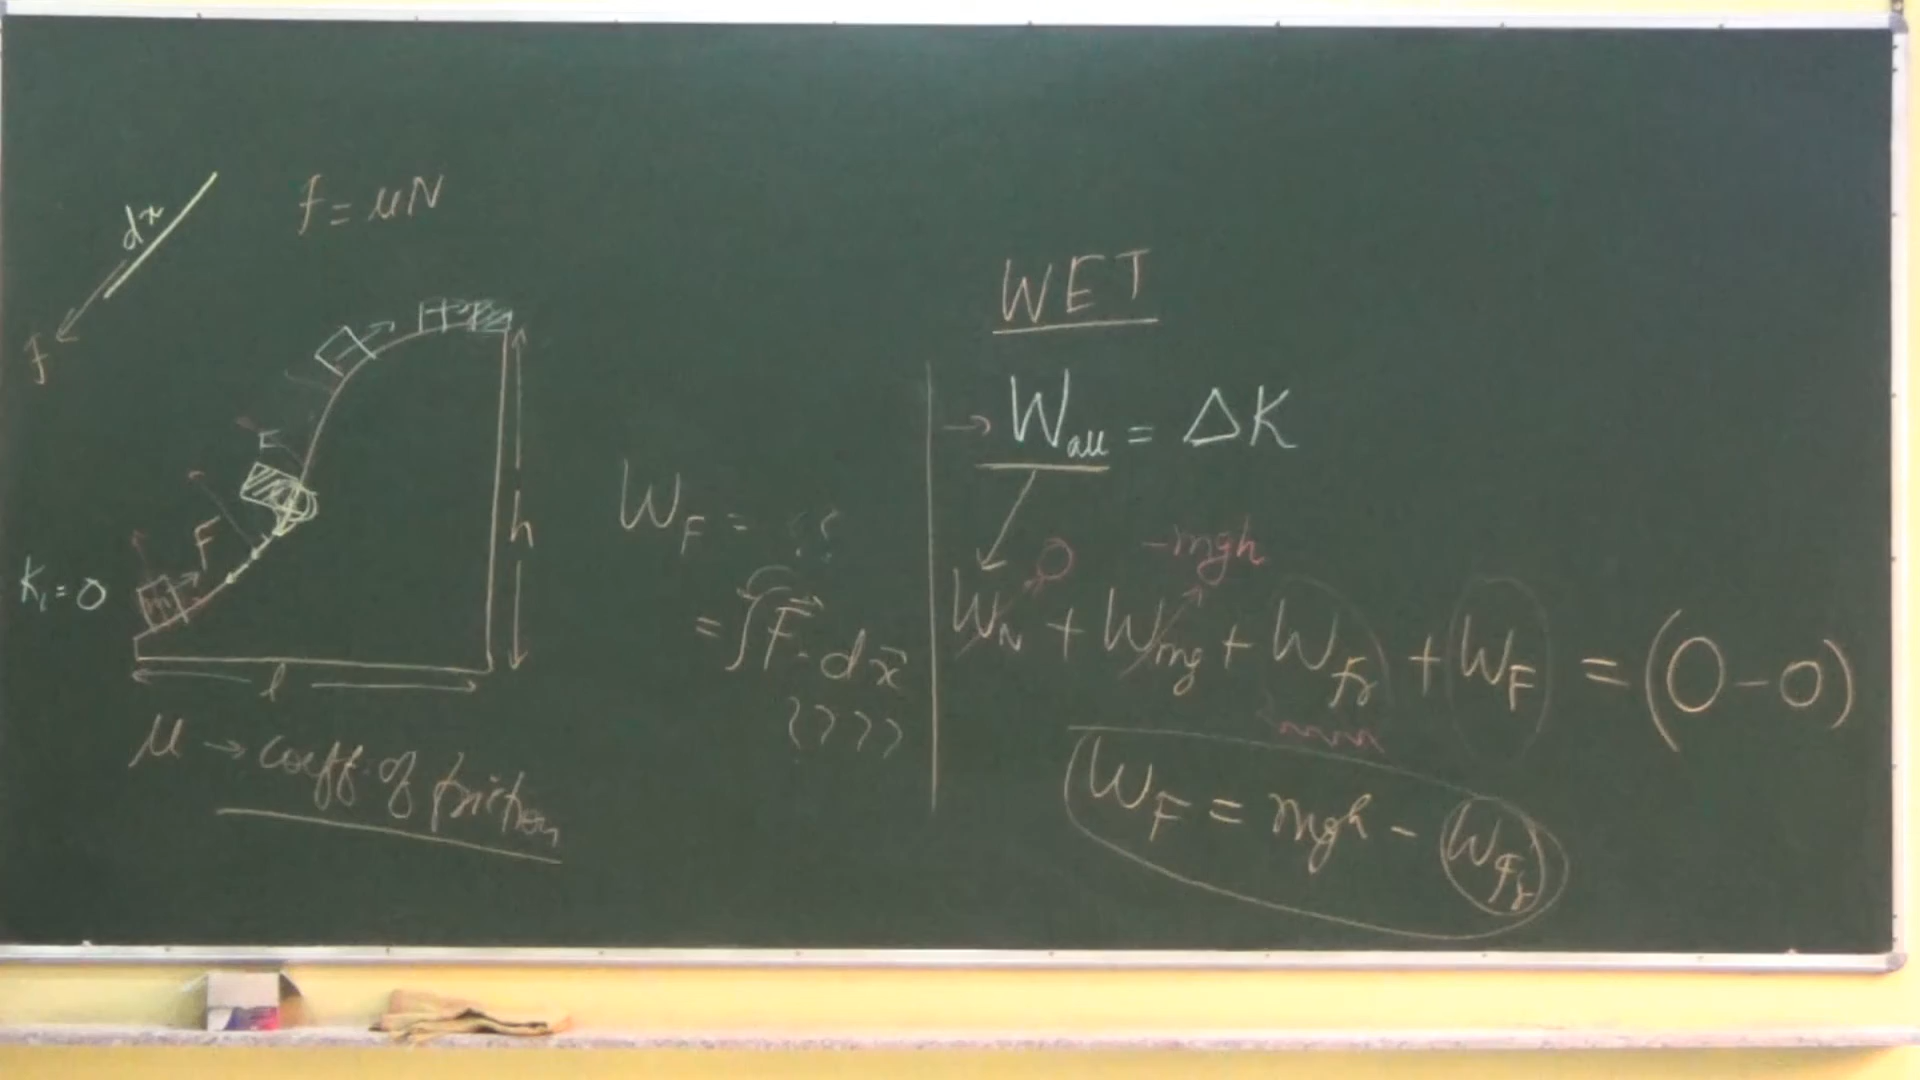 dx
f = μN
f
F
F
m
K₁ = 0
h
l
μ → coeff. of friction
W_F = ??
= ∫F⃗·dx⃗
????
WET
→ W_all = ΔK
0 -mgh
W_N + W_mg + W_fr + W_F = (0 - 0)
W_F = mgh - W_fr